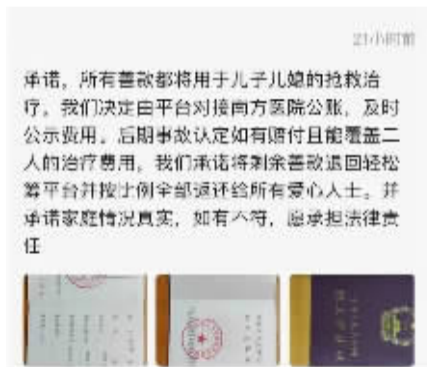 21小时前
承诺，所有善款都将用于儿子儿媳的抢救治
疗。我们决定由平台对接南方医院公账，及时
公示费用。后期事故认定如有赔付且能覆盖二
人的治疗费用，我们承诺将剩余善款退回轻松
筹平台并按比例全部返还给所有爱心人士。并
承诺家庭情况真实，如有不符，愿承担法律责
任